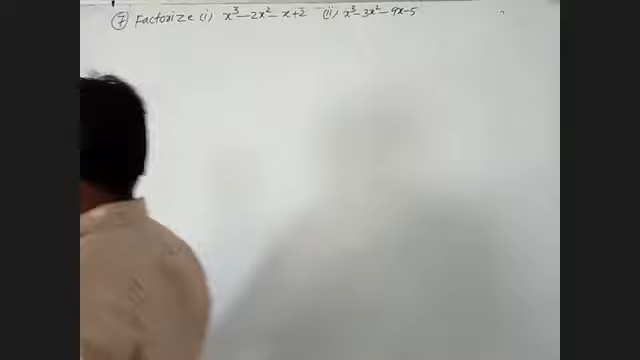 ⑦ Factorize (i) x³-2x²-x+2 (ii) x³-3x²-9x-5